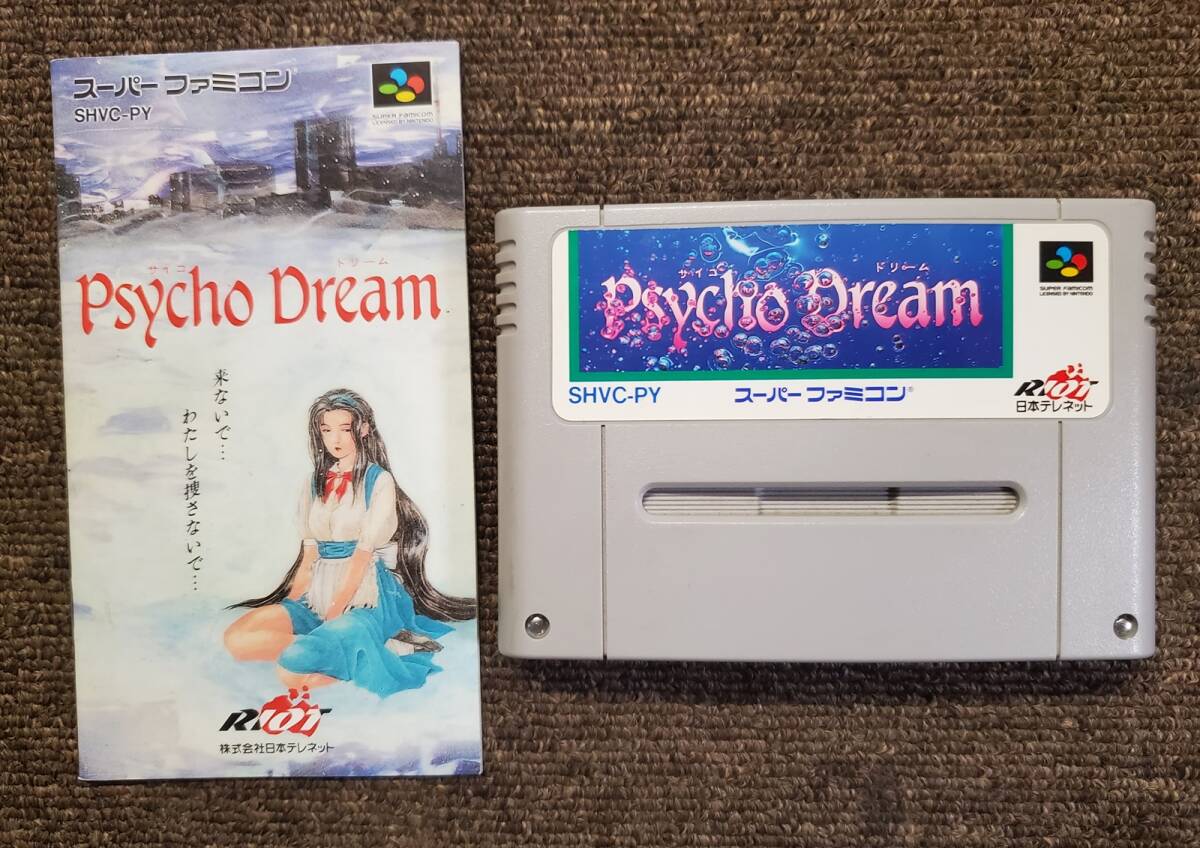 スーパーファミコン®
SHVC-PY
SUPER FAMICOM
LICENSED BY NINTENDO
サイコ ドリーム
Psycho Dream
来ないで…
わたしを捜さないで…
RIOT
株式会社日本テレネット
サイコ ドリーム
Psycho Dream
SUPER FAMICOM
LICENSED BY NINTENDO
SHVC-PY
スーパーファミコン®
RIOT
日本テレネット